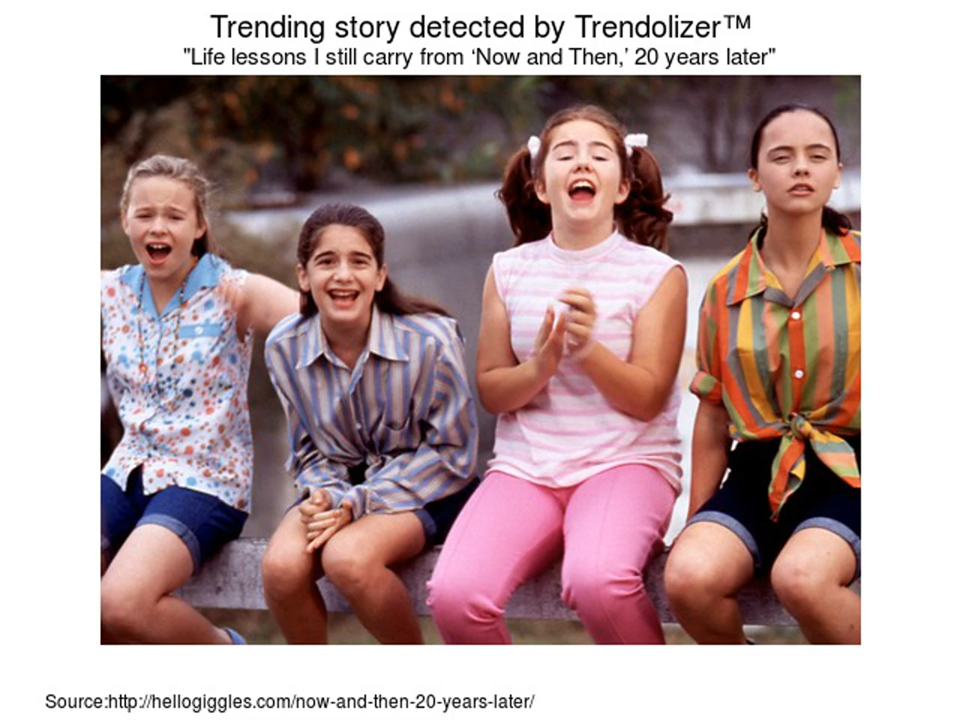 Trending story detected by Trendolizer™
"Life lessons I still carry from ‘Now and Then,’ 20 years later"
Source:http://hellogiggles.com/now-and-then-20-years-later/